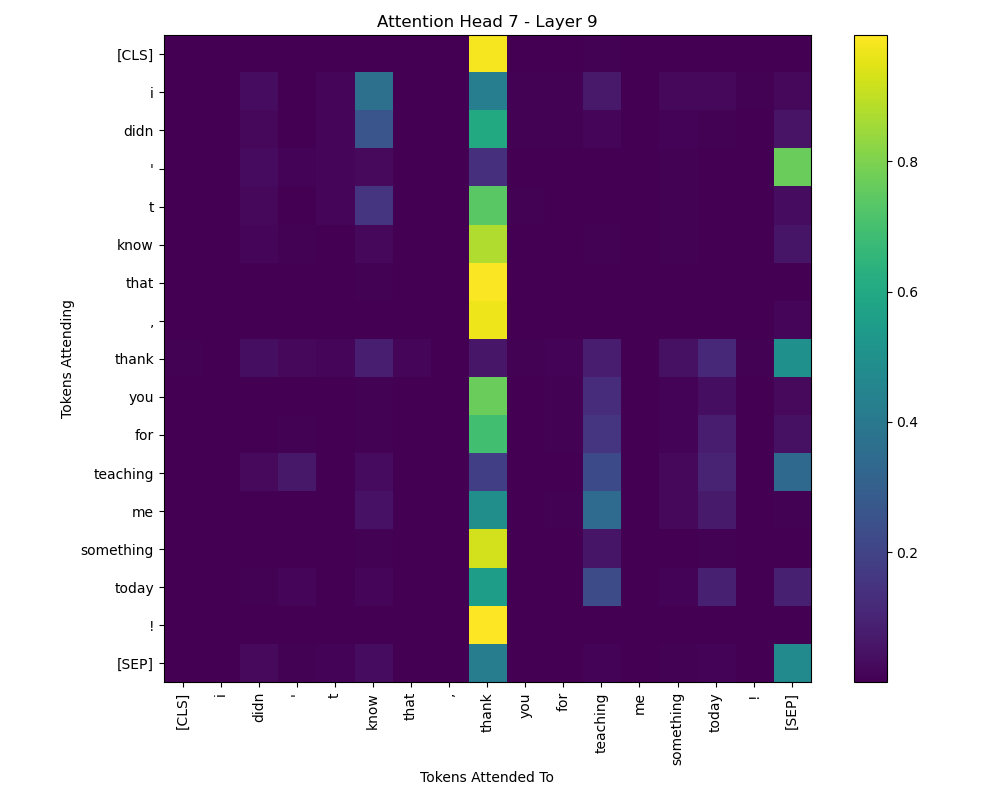 Attention Head 7 - Layer 9
Tokens Attending
[CLS]
i
didn
'
t
know
that
,
thank
you
for
teaching
me
something
today
!
[SEP]
[CLS] i didn ' t know that , thank you for teaching me something today ! [SEP]
Tokens Attended To
0.8
0.6
0.4
0.2